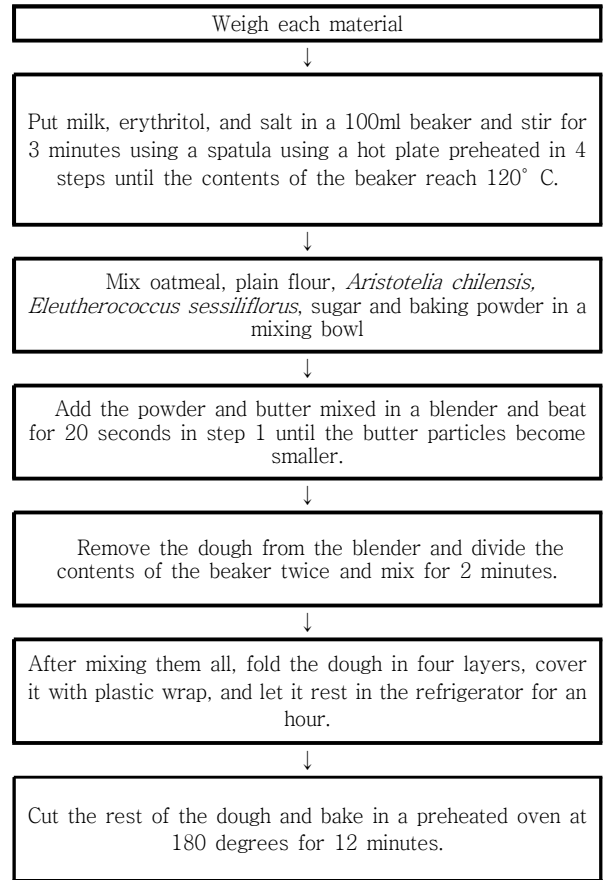 Weigh each material
↓
Put milk, erythritol, and salt in a 100ml beaker and stir for
3 minutes using a spatula using a hot plate preheated in 4
steps until the contents of the beaker reach 120° C.
↓
Mix oatmeal, plain flour, Aristotelia chilensis,
Eleutherococcus sessiliflorus, sugar and baking powder in a
mixing bowl
↓
Add the powder and butter mixed in a blender and beat
for 20 seconds in step 1 until the butter particles become
smaller.
↓
Remove the dough from the blender and divide the
contents of the beaker twice and mix for 2 minutes.
↓
After mixing them all, fold the dough in four layers, cover
it with plastic wrap, and let it rest in the refrigerator for an
hour.
↓
Cut the rest of the dough and bake in a preheated oven at
180 degrees for 12 minutes.